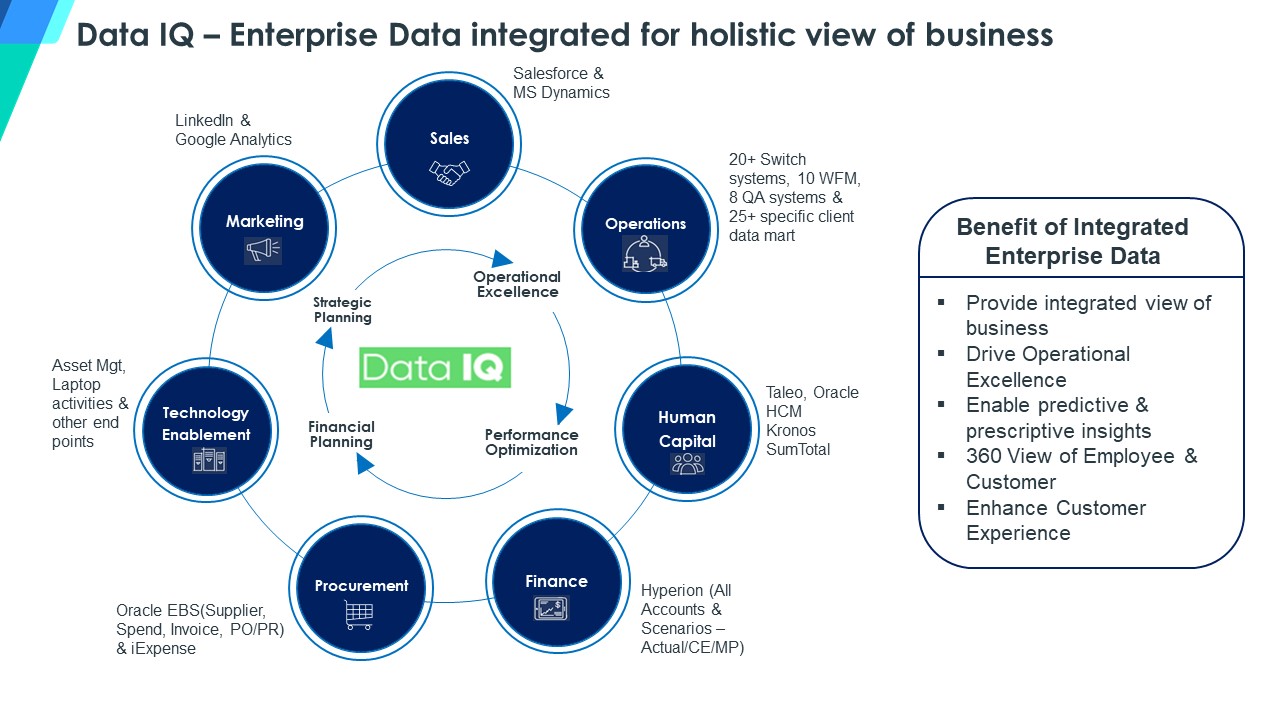 Data IQ – Enterprise Data integrated for holistic view of business
Salesforce &
MS Dynamics
Sales
LinkedIn &
Google Analytics
Marketing
20+ Switch
systems, 10 WFM,
8 QA systems &
25+ specific client
data mart
Operations
Operational
Excellence
Strategic
Planning
Data IQ
Financial
Planning
Performance
Optimization
Asset Mgt,
Laptop
activities &
other end
points
Technology
Enablement
Human
Capital
Taleo, Oracle
HCM
Kronos
SumTotal
Procurement
Oracle EBS(Supplier,
Spend, Invoice, PO/PR)
& iExpense
Finance
Hyperion (All
Accounts &
Scenarios –
Actual/CE/MP)
Benefit of Integrated
Enterprise Data
▪ Provide integrated view of
business
▪ Drive Operational
Excellence
▪ Enable predictive &
prescriptive insights
▪ 360 View of Employee &
Customer
▪ Enhance Customer
Experience